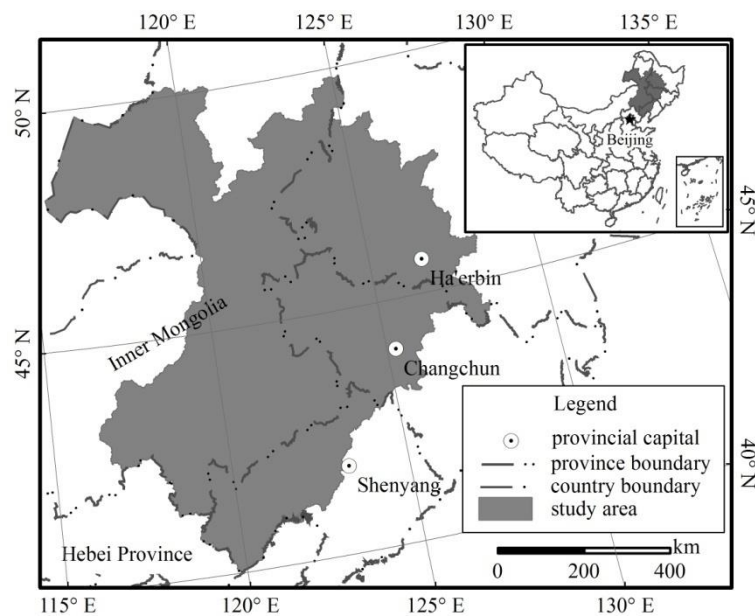 120° E
125° E
130° E
135° E
50° N
45° N
Beijing
45° N
Ha'erbin
Inner Mongolia
Changchun
Shenyang
Hebei Province
Legend
provincial capital
province boundary
country boundary
study area
40° N
km
0 200 400
115° E
120° E
125° E
130° E